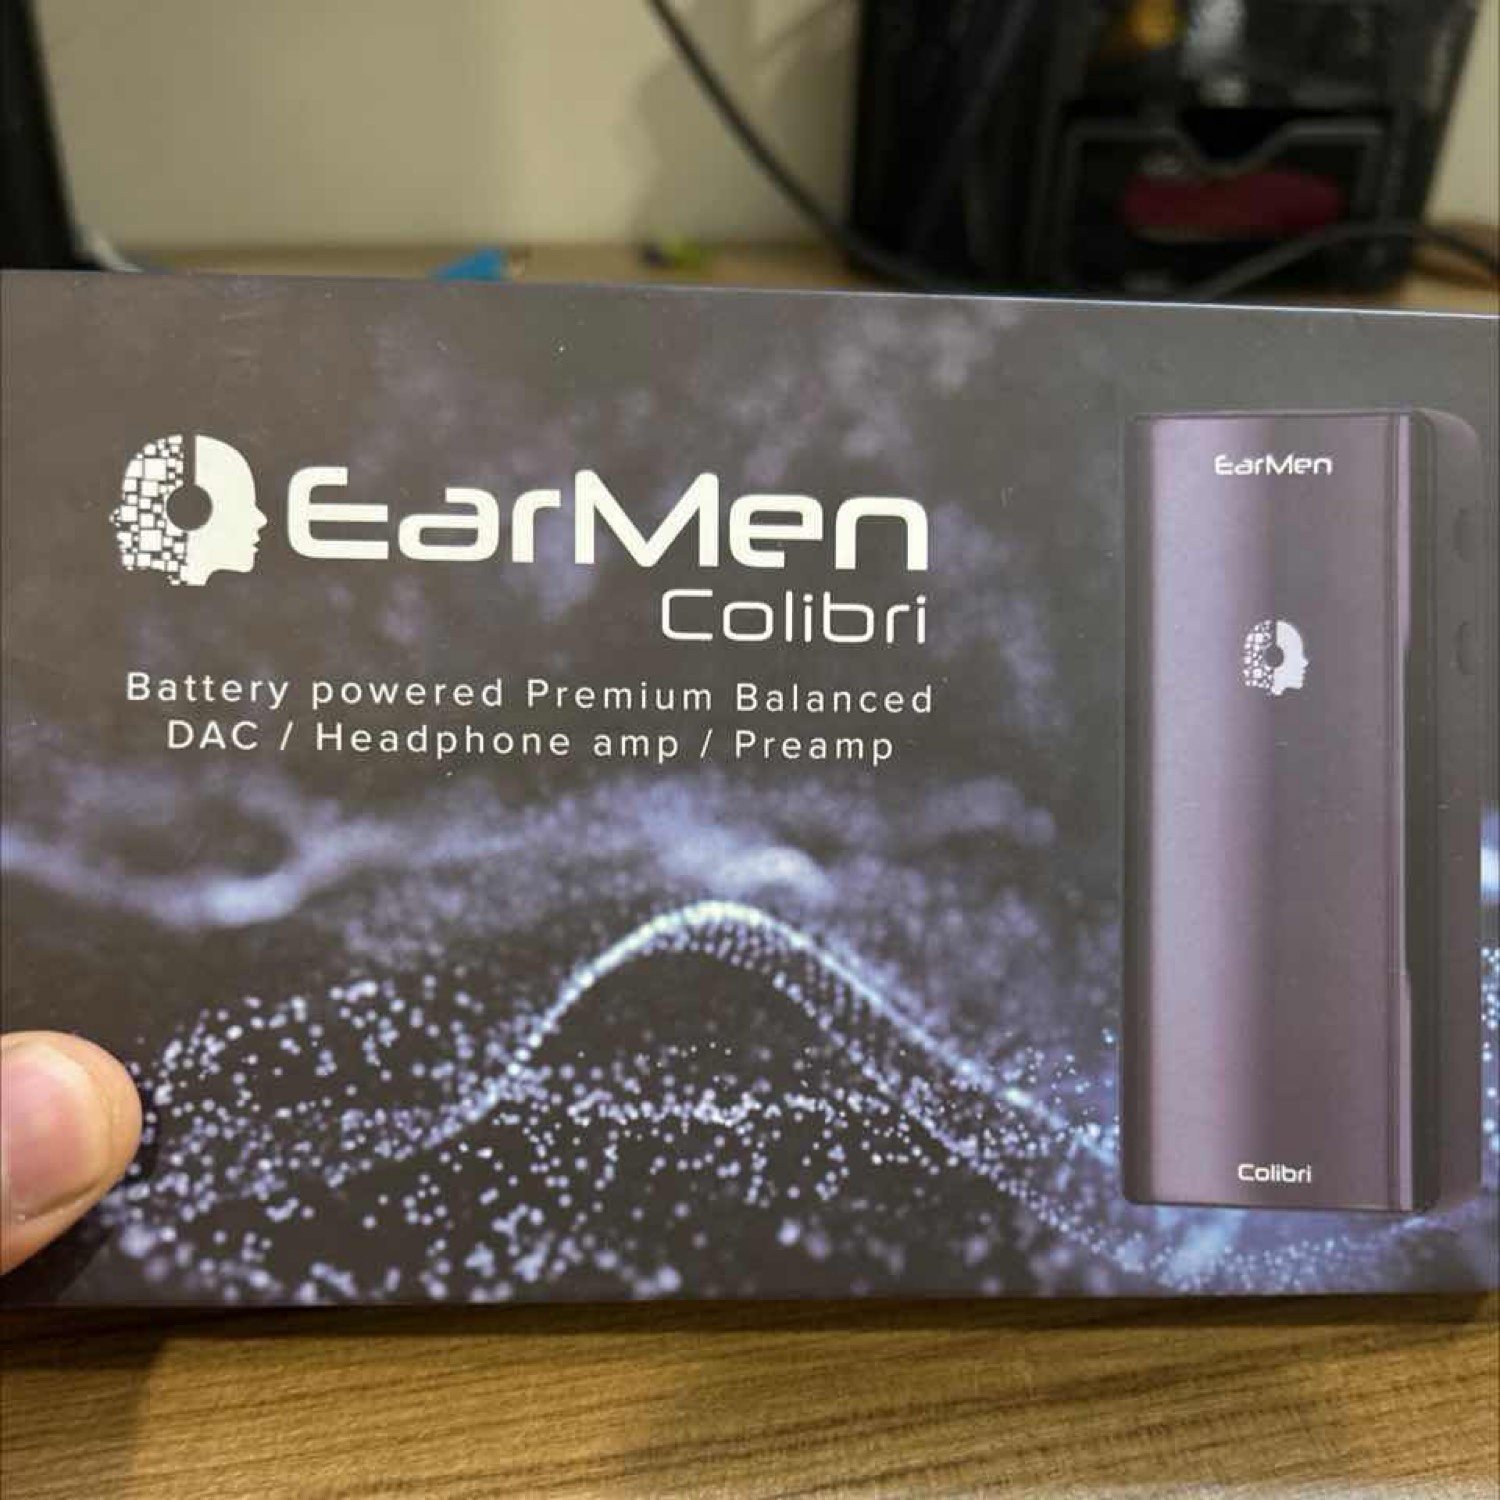 EarMen
Colibri
Battery powered Premium Balanced
DAC / Headphone amp / Preamp
EarMen
Colibri